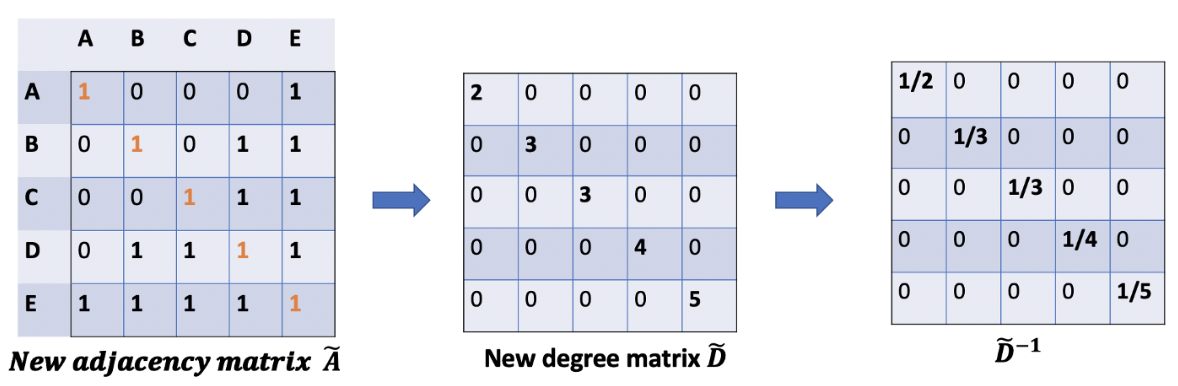 A B C D E
A 1 0 0 0 1
B 0 1 0 1 1
C 0 0 1 1 1
D 0 1 1 1 1
E 1 1 1 1 1
New adjacency matrix Ã
2 0 0 0 0
0 3 0 0 0
0 0 3 0 0
0 0 0 4 0
0 0 0 0 5
New degree matrix D̃
1/2 0 0 0 0
0 1/3 0 0 0
0 0 1/3 0 0
0 0 0 1/4 0
0 0 0 0 1/5
D̃⁻¹